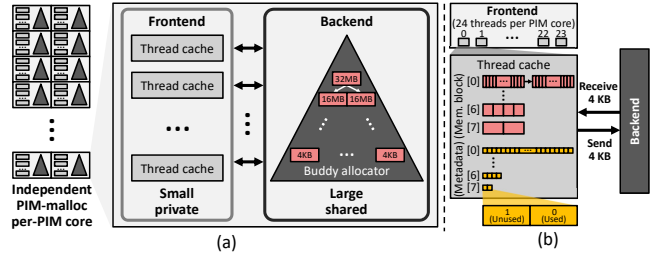 Frontend
Backend
Thread cache
Thread cache
Thread cache
32MB
16MB 16MB
4KB
4KB
Buddy allocator
Small
private
Large
shared
Independent
PIM-malloc
per-PIM core
(a)
Frontend
(24 threads per PIM core)
0 1 ... 22 23
Thread cache
(Mem. block)
[0]
[6]
[7]
(Metadata)
[0]
[6]
[7]
1
(Unused)
0
(Used)
Receive
4 KB
Send
4 KB
Backend
(b)